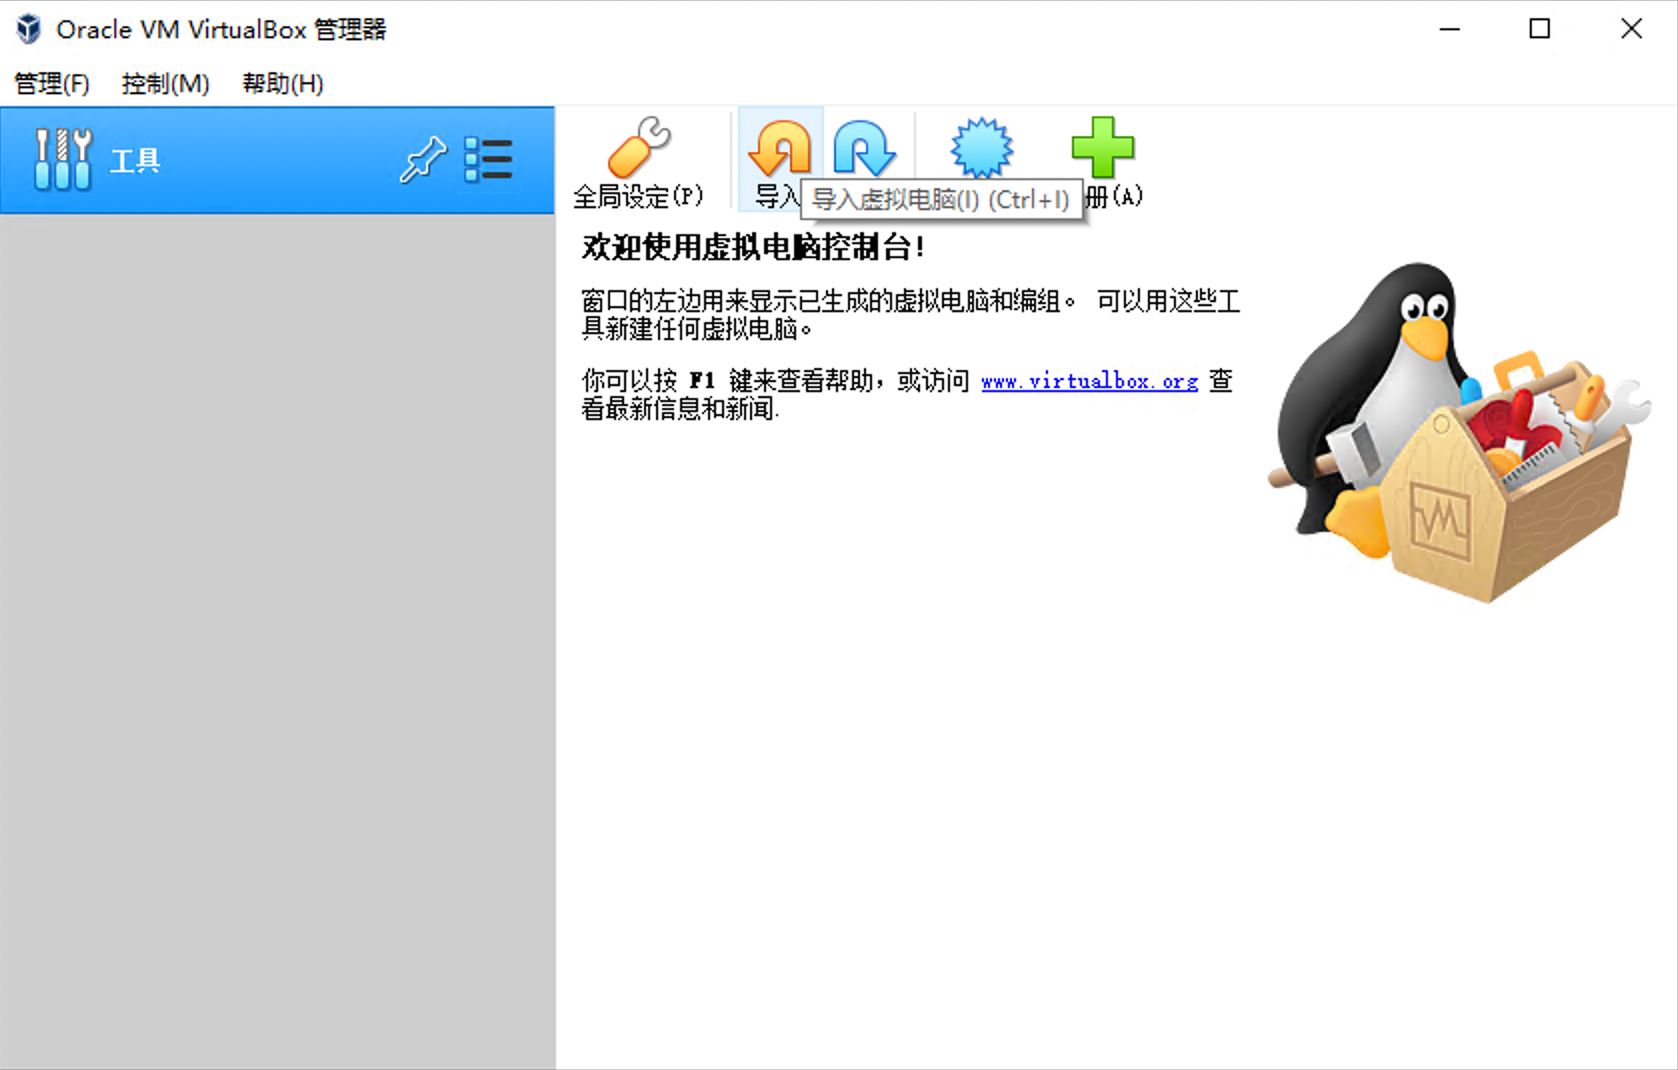 Oracle VM VirtualBox 管理器
管理(F) 控制(M) 帮助(H)
工具
全局设定(P) 导入 册(A)
导入虚拟电脑(I) (Ctrl+I)
欢迎使用虚拟电脑控制台!
窗口的左边用来显示已生成的虚拟电脑和编组。 可以用这些工
具新建任何虚拟电脑。
你可以按 F1 键来查看帮助，或访问 www.virtualbox.org 查
看最新信息和新闻.